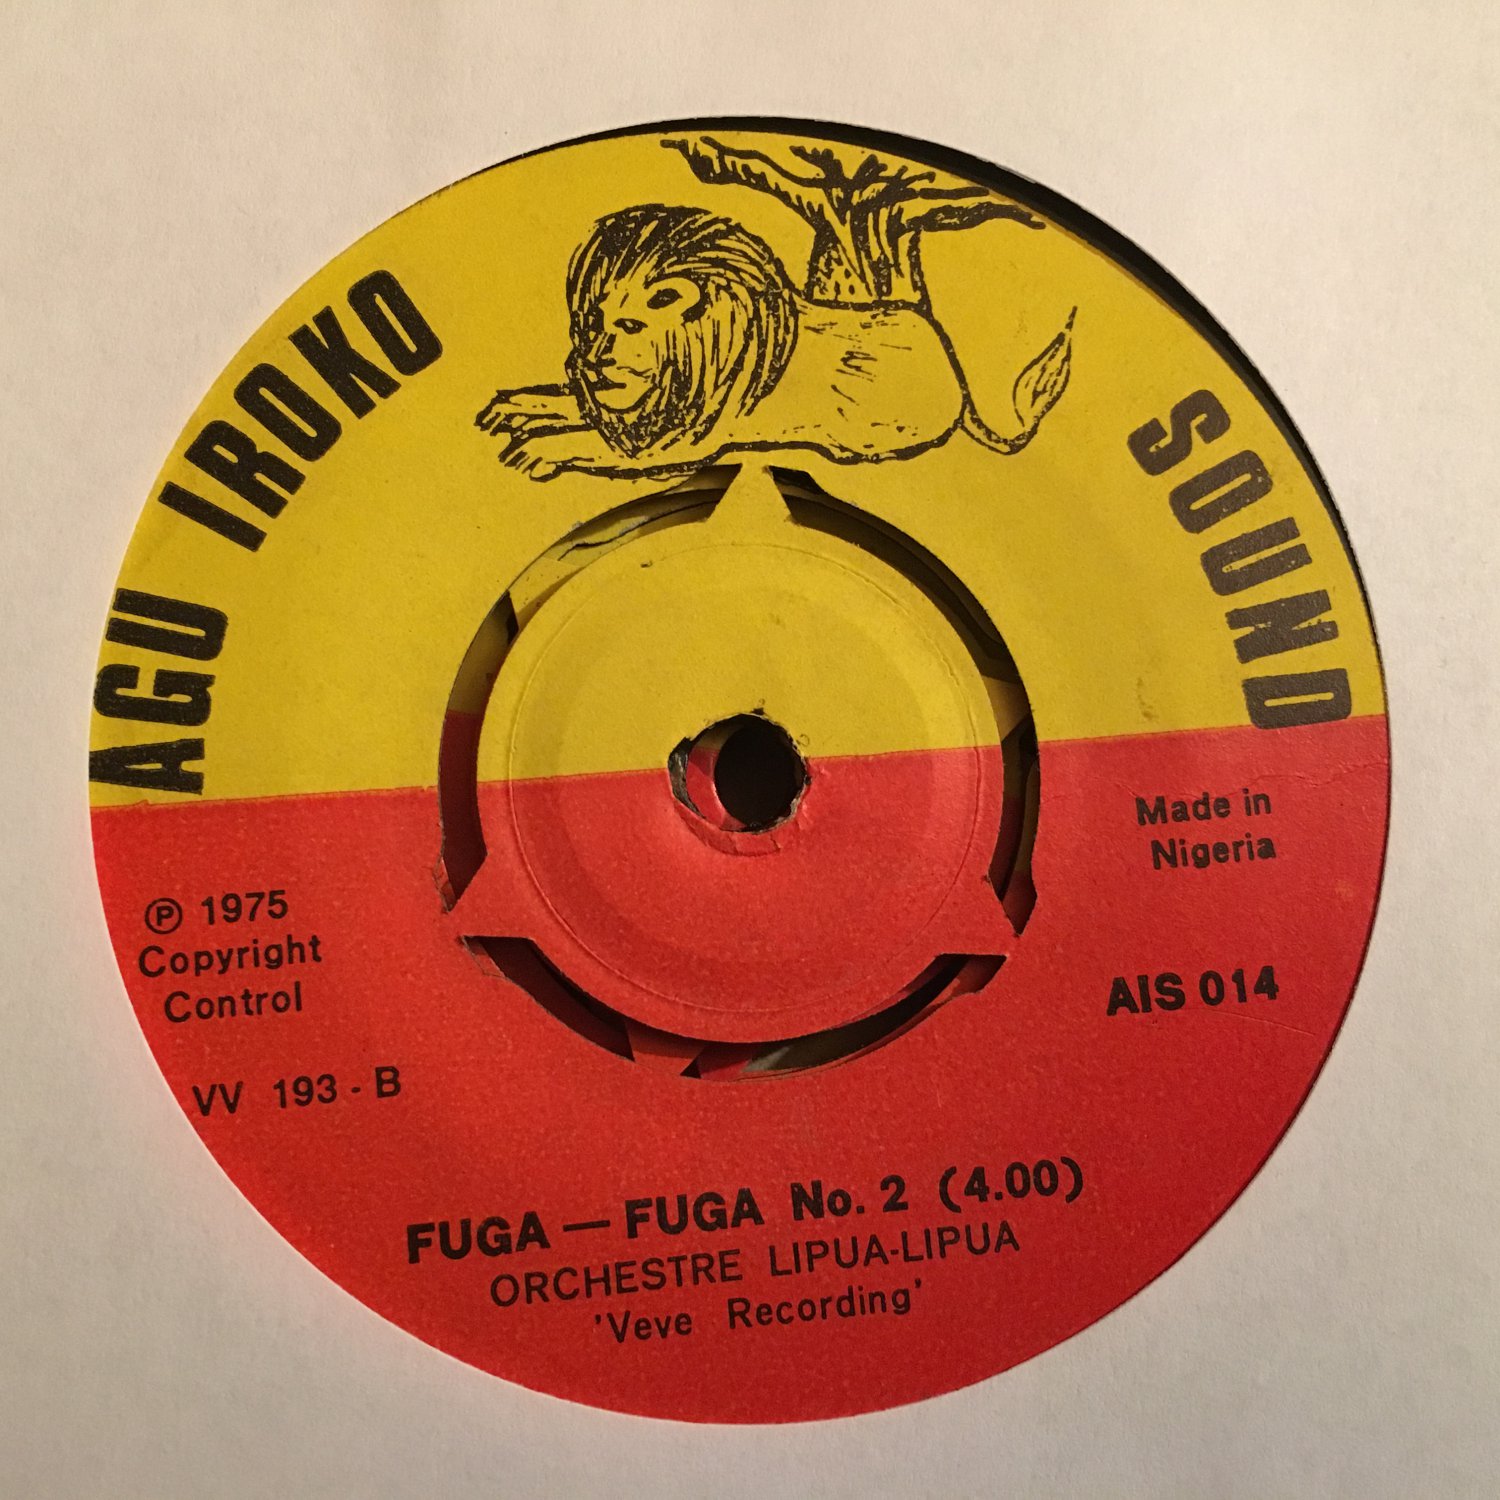 AGU IROKO SOUND
Made in
Nigeria
℗ 1975
Copyright
Control
AIS 014
VV 193 - B
FUGA — FUGA No. 2 (4.00)
ORCHESTRE LIPUA-LIPUA
'Veve Recording'